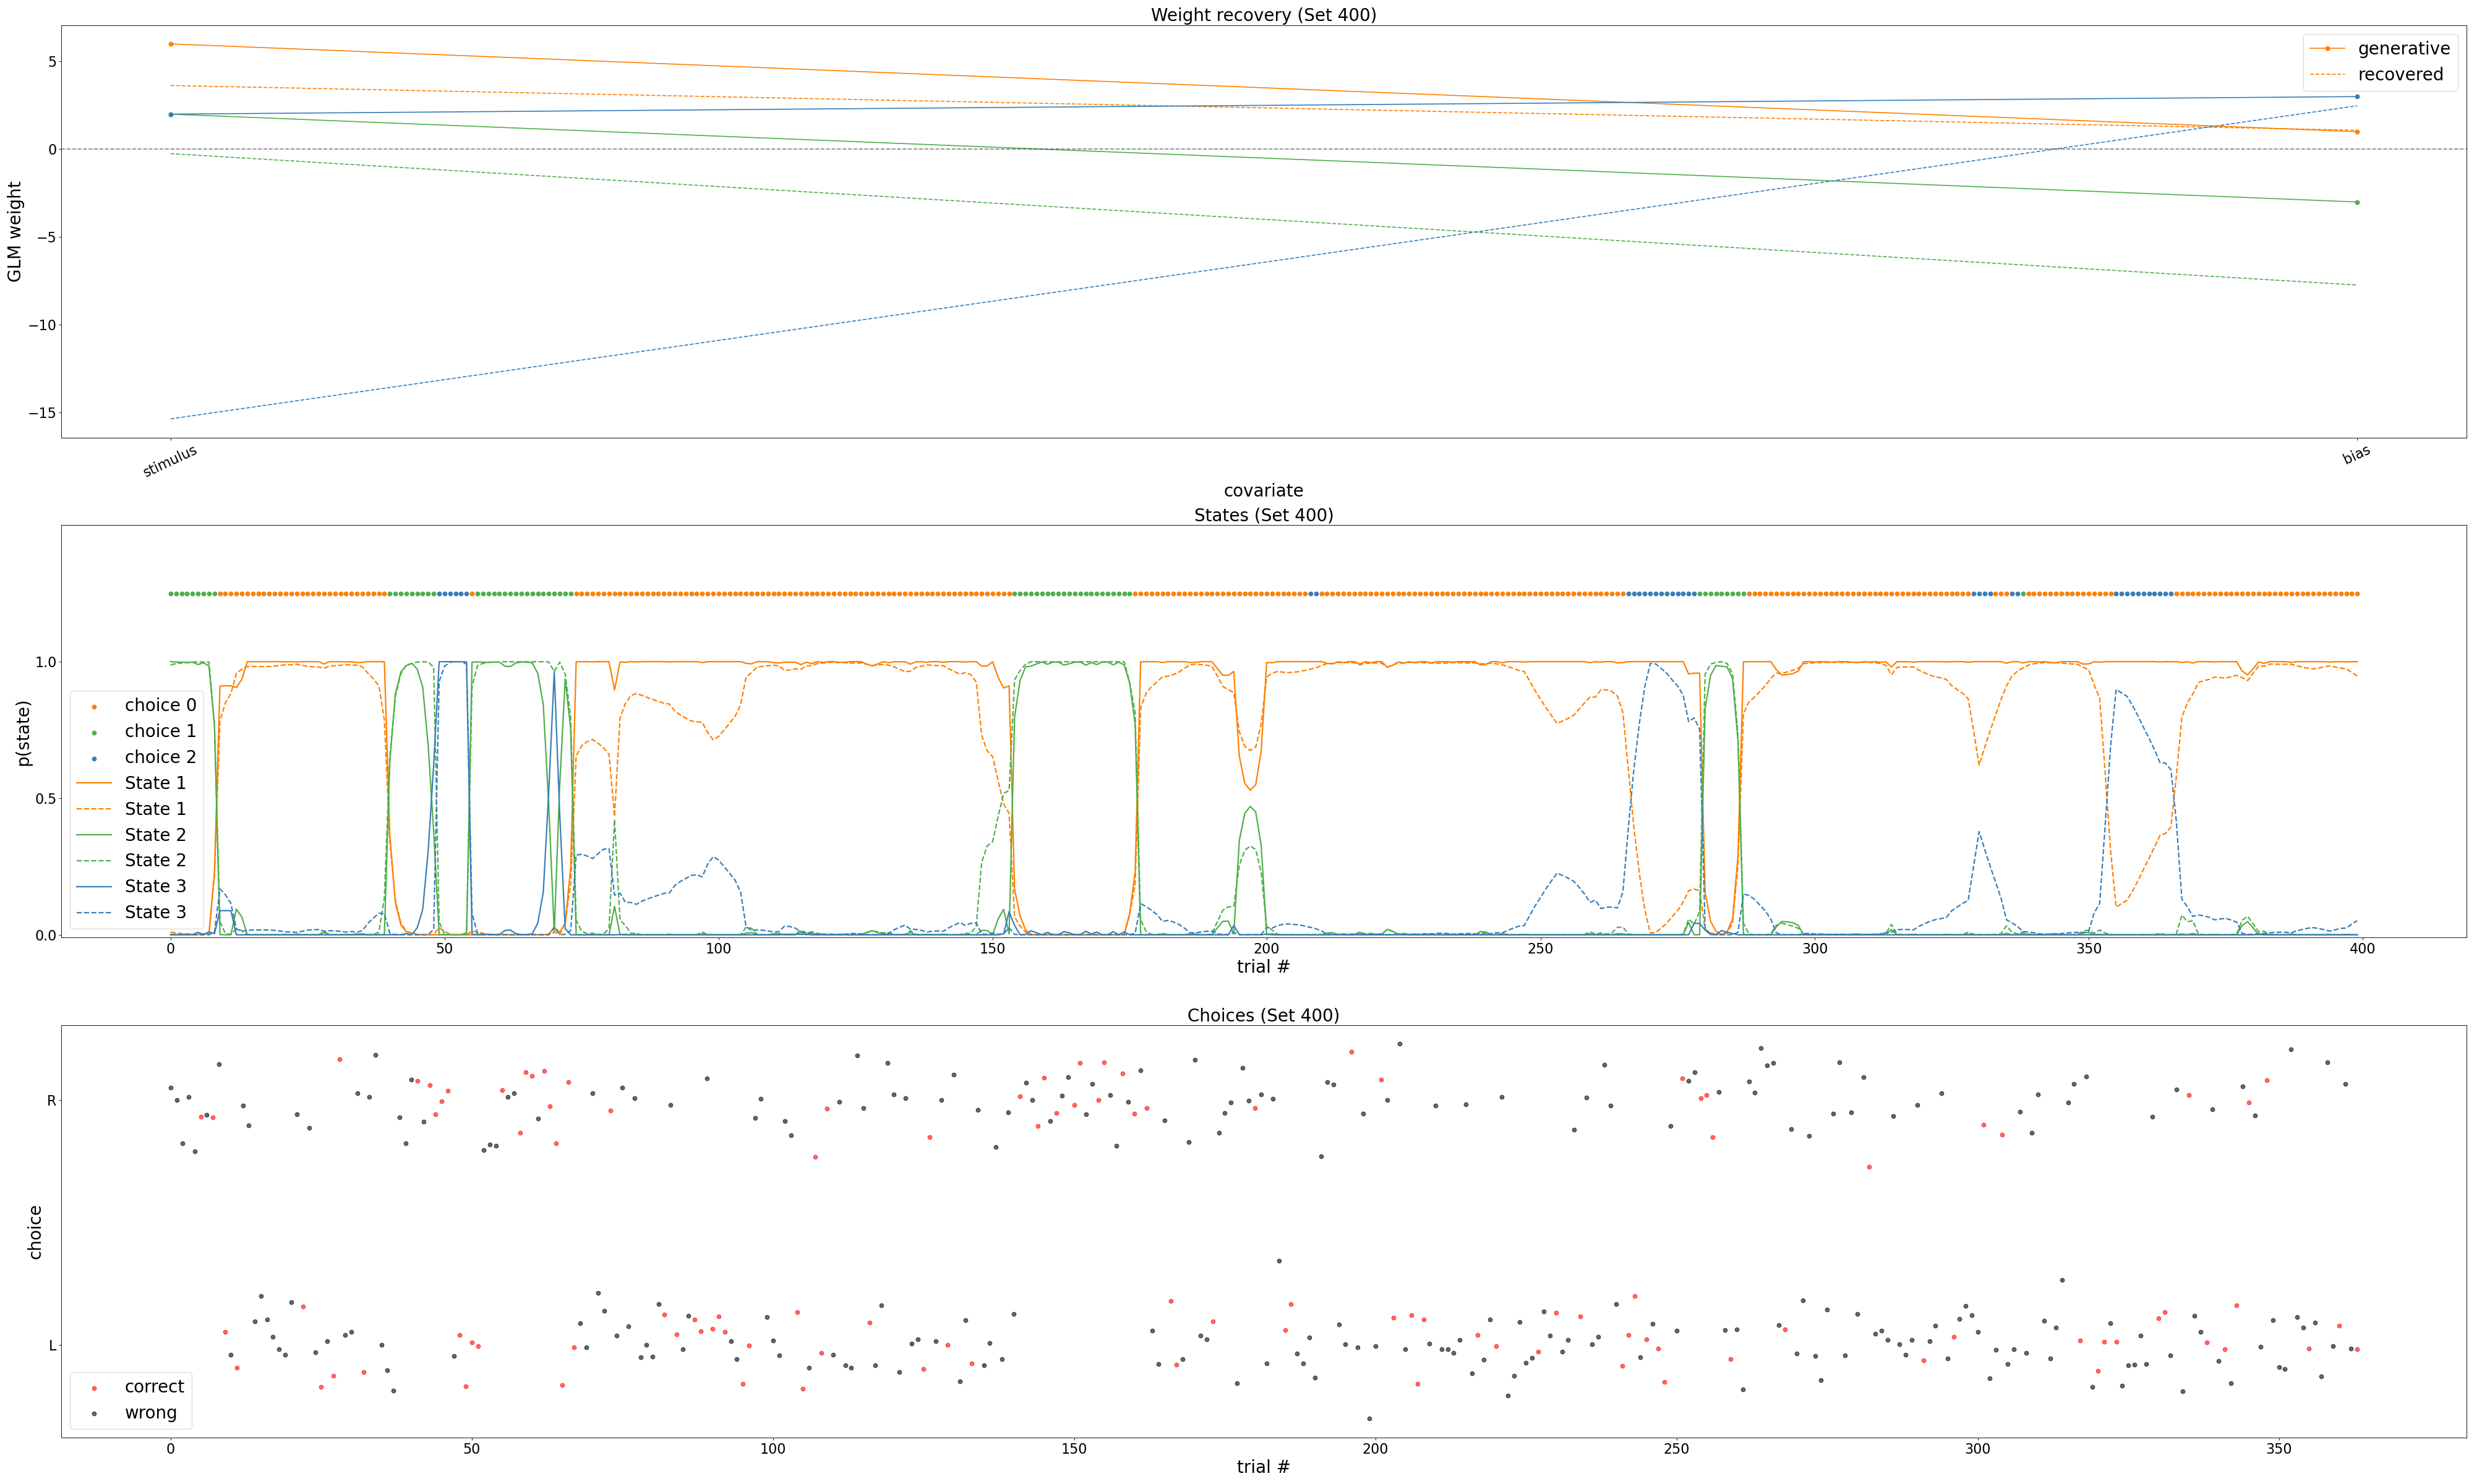 Weight recovery (Set 400)
generative
recovered
5
0
−5
−10
−15
GLM weight
stimulus
bias
covariate
States (Set 400)
1.0
0.5
0.0
p(state)
choice 0
choice 1
choice 2
State 1
State 1
State 2
State 2
State 3
State 3
0 50 100 150 200 250 300 350 400
trial #
Choices (Set 400)
R
L
choice
correct
wrong
0 50 100 150 200 250 300 350
trial #